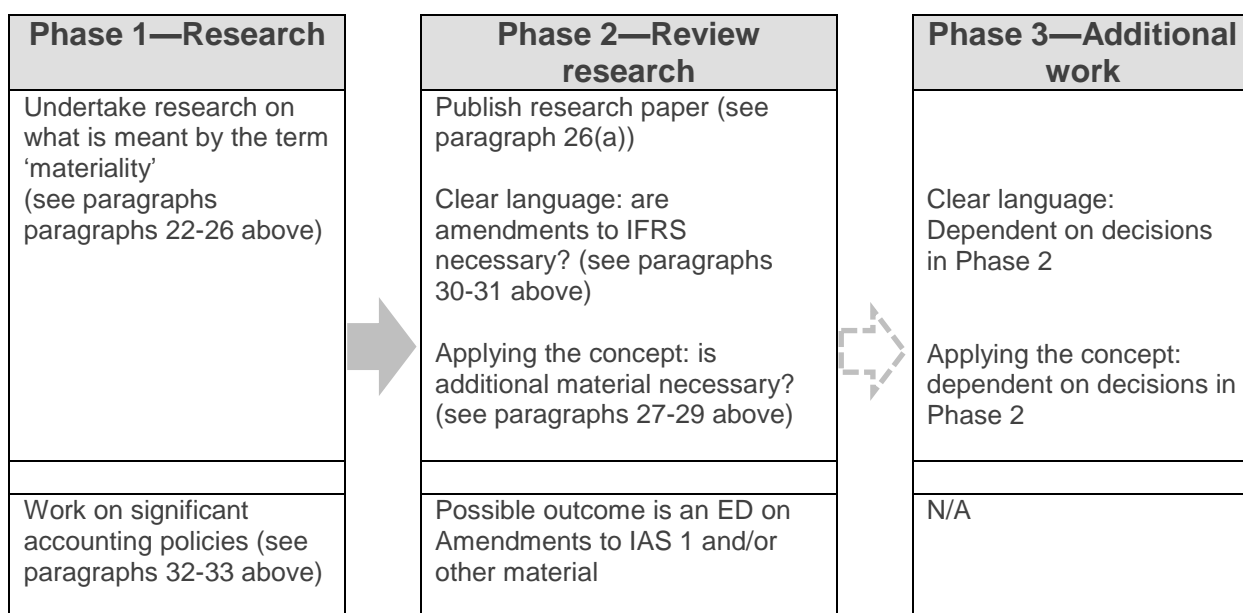 Phase 1—Research
Undertake research on
what is meant by the term
‘materiality’
(see paragraphs
paragraphs 22-26 above)
Work on significant
accounting policies (see
paragraphs 32-33 above)
Phase 2—Review
research
Publish research paper (see
paragraph 26(a))
Clear language: are
amendments to IFRS
necessary? (see paragraphs
30-31 above)
Applying the concept: is
additional material necessary?
(see paragraphs 27-29 above)
Possible outcome is an ED on
Amendments to IAS 1 and/or
other material
Phase 3—Additional
work
Clear language:
Dependent on decisions
in Phase 2
Applying the concept:
dependent on decisions in
Phase 2
N/A